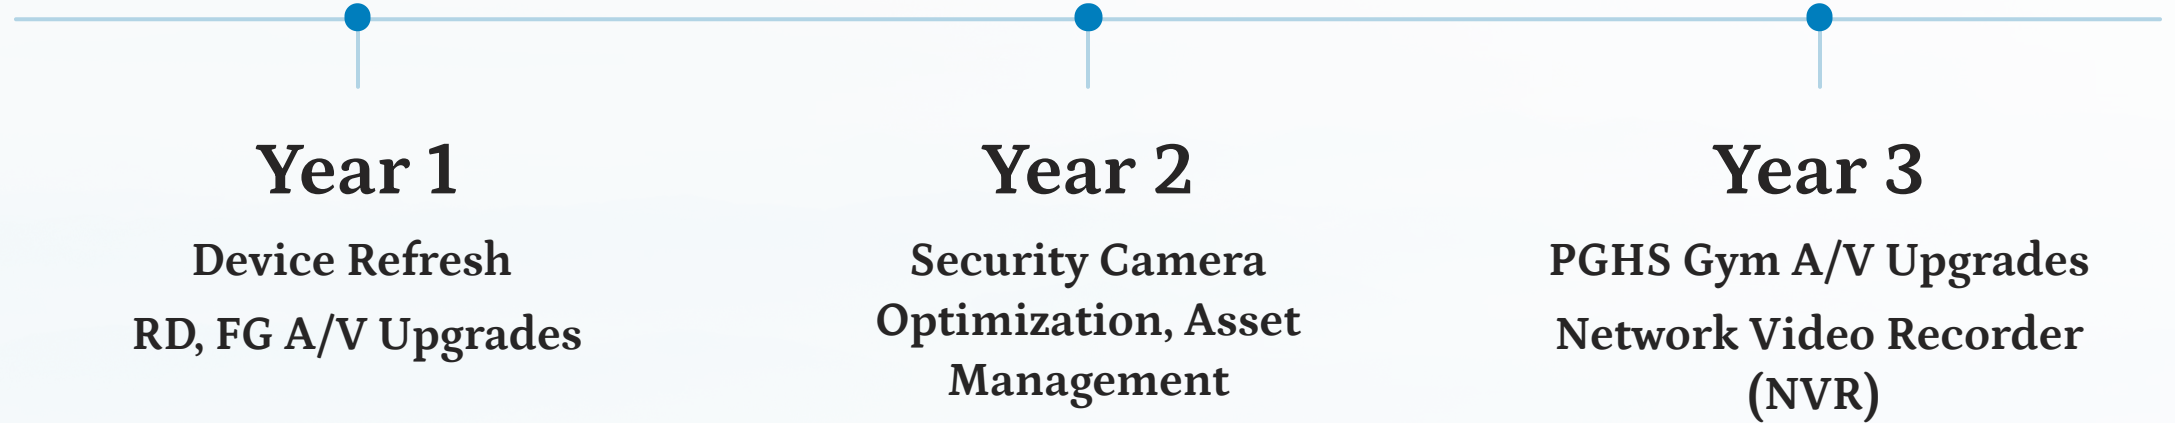 Year 1
Device Refresh
RD, FG A/V Upgrades
Year 2
Security Camera
Optimization, Asset
Management
Year 3
PGHS Gym A/V Upgrades
Network Video Recorder
(NVR)